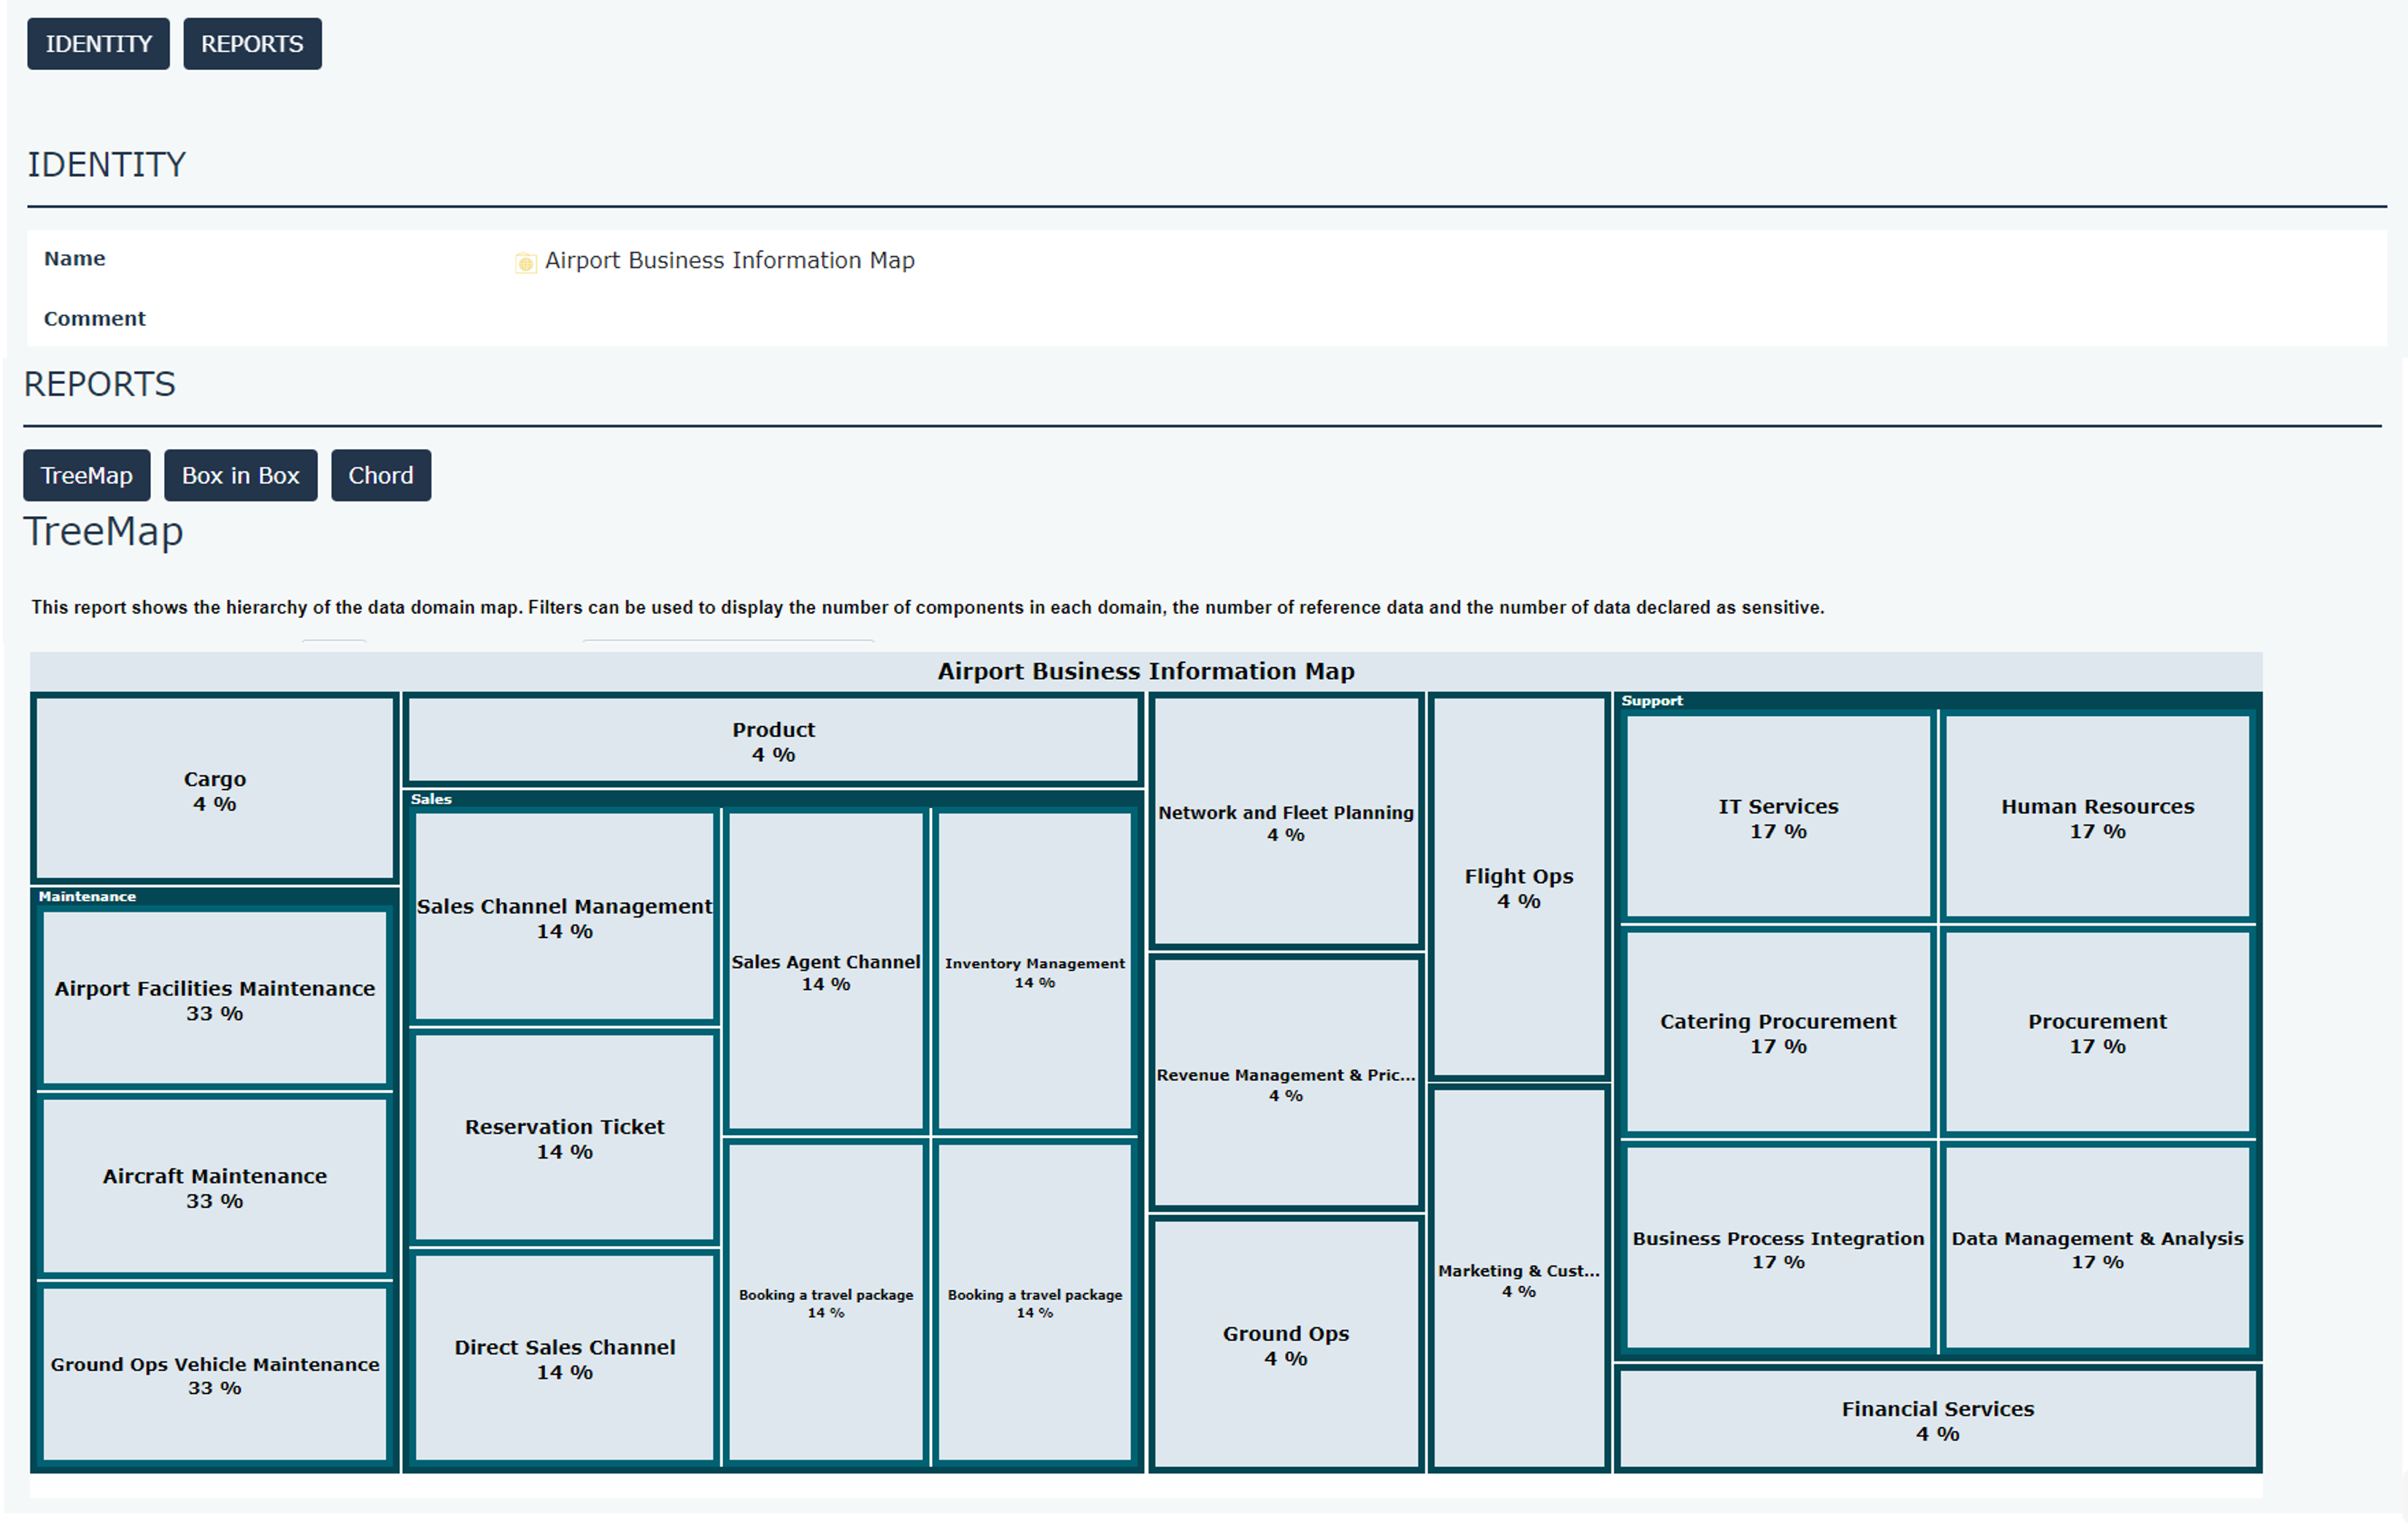 IDENTITY
REPORTS
IDENTITY
Name
Airport Business Information Map
Comment
REPORTS
TreeMap
Box in Box
Chord
TreeMap
This report shows the hierarchy of the data domain map. Filters can be used to display the number of components in each domain, the number of reference data and the number of data declared as sensitive.
Airport Business Information Map
Cargo
4 %
Maintenance
Airport Facilities Maintenance
33 %
Aircraft Maintenance
33 %
Ground Ops Vehicle Maintenance
33 %
Product
4 %
Sales
Sales Channel Management
14 %
Reservation Ticket
14 %
Direct Sales Channel
14 %
Sales Agent Channel
14 %
Inventory Management
14 %
Booking a travel package
14 %
Booking a travel package
14 %
Network and Fleet Planning
4 %
Revenue Management & Pric...
4 %
Ground Ops
4 %
Flight Ops
4 %
Marketing & Cust...
4 %
Support
IT Services
17 %
Human Resources
17 %
Catering Procurement
17 %
Procurement
17 %
Business Process Integration
17 %
Data Management & Analysis
17 %
Financial Services
4 %